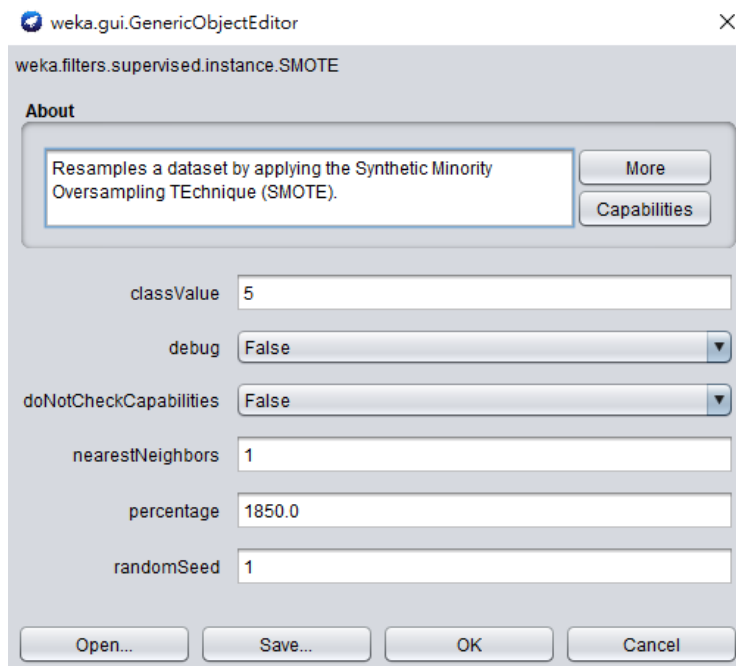 weka.gui.GenericObjectEditor
weka.filters.supervised.instance.SMOTE
About
Resamples a dataset by applying the Synthetic Minority
Oversampling TEchnique (SMOTE).
More
Capabilities
classValue 5
debug False
doNotCheckCapabilities False
nearestNeighbors 1
percentage 1850.0
randomSeed 1
Open... Save... OK Cancel